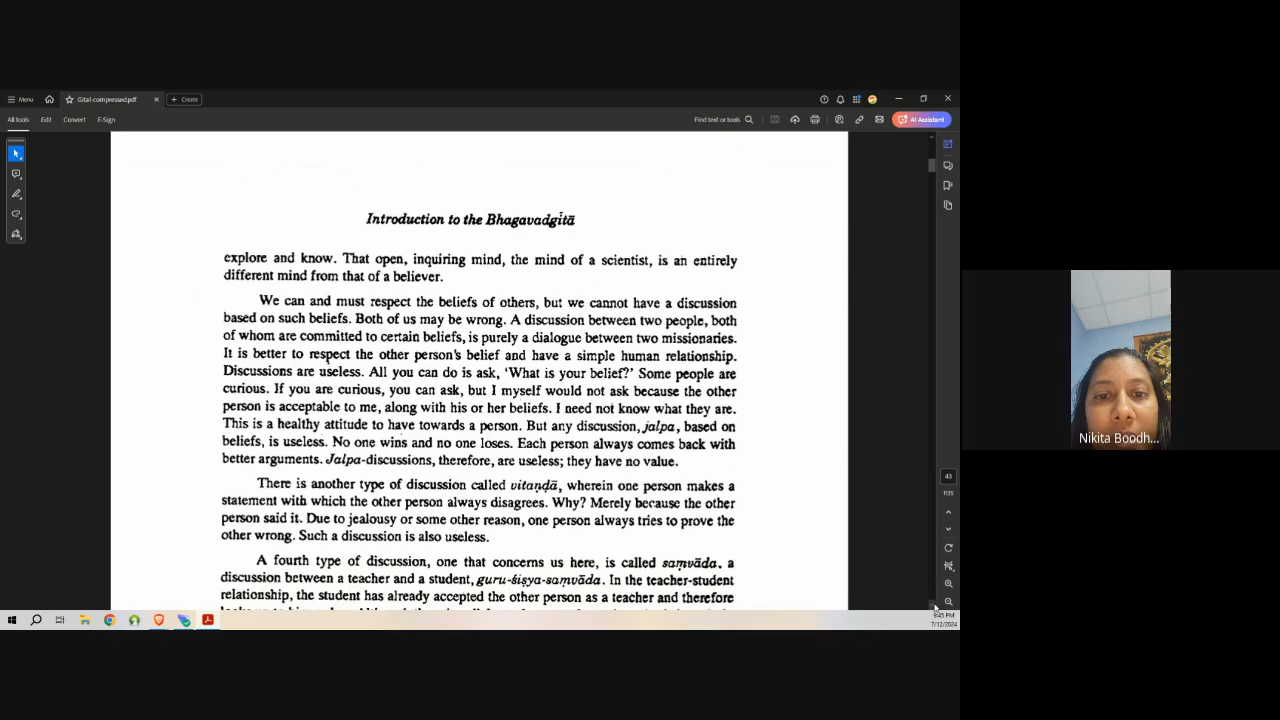 Menu
Gita1-compressed.pdf
Create
All tools Edit Convert E-Sign
Find text or tools
AI Assistant
Introduction to the Bhagavadgītā
explore and know. That open, inquiring mind, the mind of a scientist, is an entirely
different mind from that of a believer.
We can and must respect the beliefs of others, but we cannot have a discussion
based on such beliefs. Both of us may be wrong. A discussion between two people, both
of whom are committed to certain beliefs, is purely a dialogue between two missionaries.
It is better to respect the other person's belief and have a simple human relationship.
Discussions are useless. All you can do is ask, 'What is your belief?' Some people are
curious. If you are curious, you can ask, but I myself would not ask because the other
person is acceptable to me, along with his or her beliefs. I need not know what they are.
This is a healthy attitude to have towards a person. But any discussion, jalpa, based on
beliefs, is useless. No one wins and no one loses. Each person always comes back with
better arguments. Jalpa-discussions, therefore, are useless; they have no value.
There is another type of discussion called vitaṇḍā, wherein one person makes a
statement with which the other person always disagrees. Why? Merely because the other
person said it. Due to jealousy or some other reason, one person always tries to prove the
other wrong. Such a discussion is also useless.
A fourth type of discussion, one that concerns us here, is called saṃvāda, a
discussion between a teacher and a student, guru-śiṣya-saṃvāda. In the teacher-student
relationship, the student has already accepted the other person as a teacher and therefore
43
1135
9:45 PM
7/12/2024
Nikita Boodh...